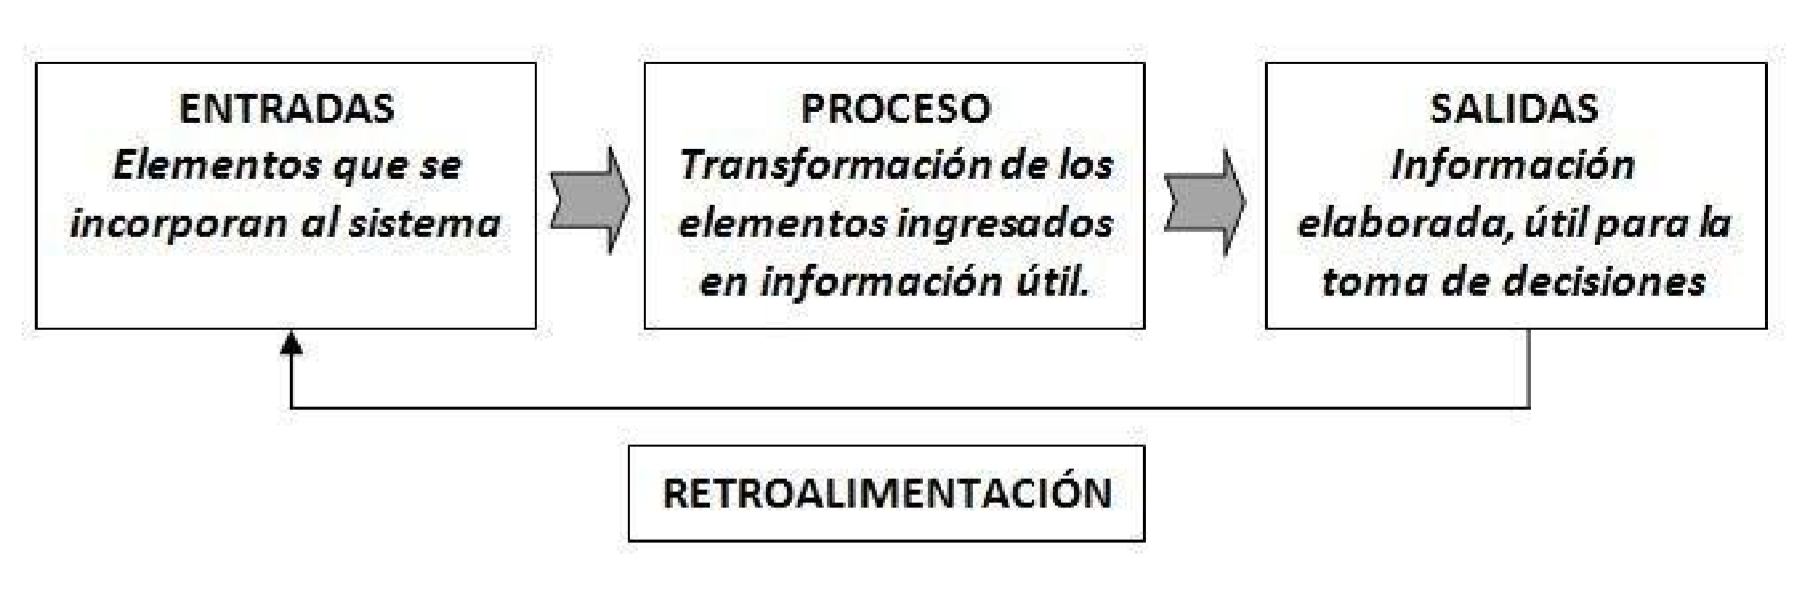 ENTRADAS
Elementos que se
incorporan al sistema
PROCESO
Transformación de los
elementos ingresados
en información útil.
SALIDAS
Información
elaborada, útil para la
toma de decisiones
RETROALIMENTACIÓN